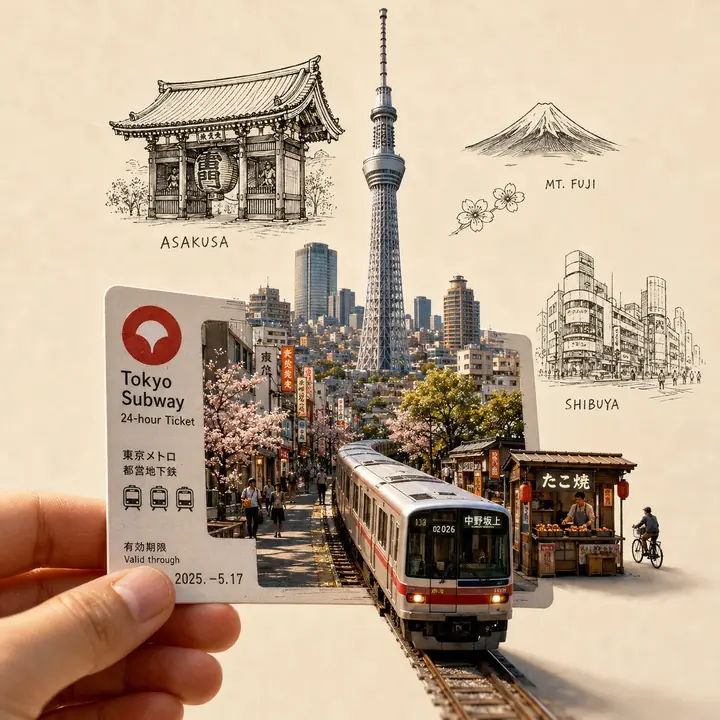 ASAKUSA
MT. FUJI
SHIBUYA
Tokyo
Subway
24-hour Ticket
東京メトロ
都営地下鉄
有効期限
Valid through
2025.-5.17
02026
中野坂上
たこ焼